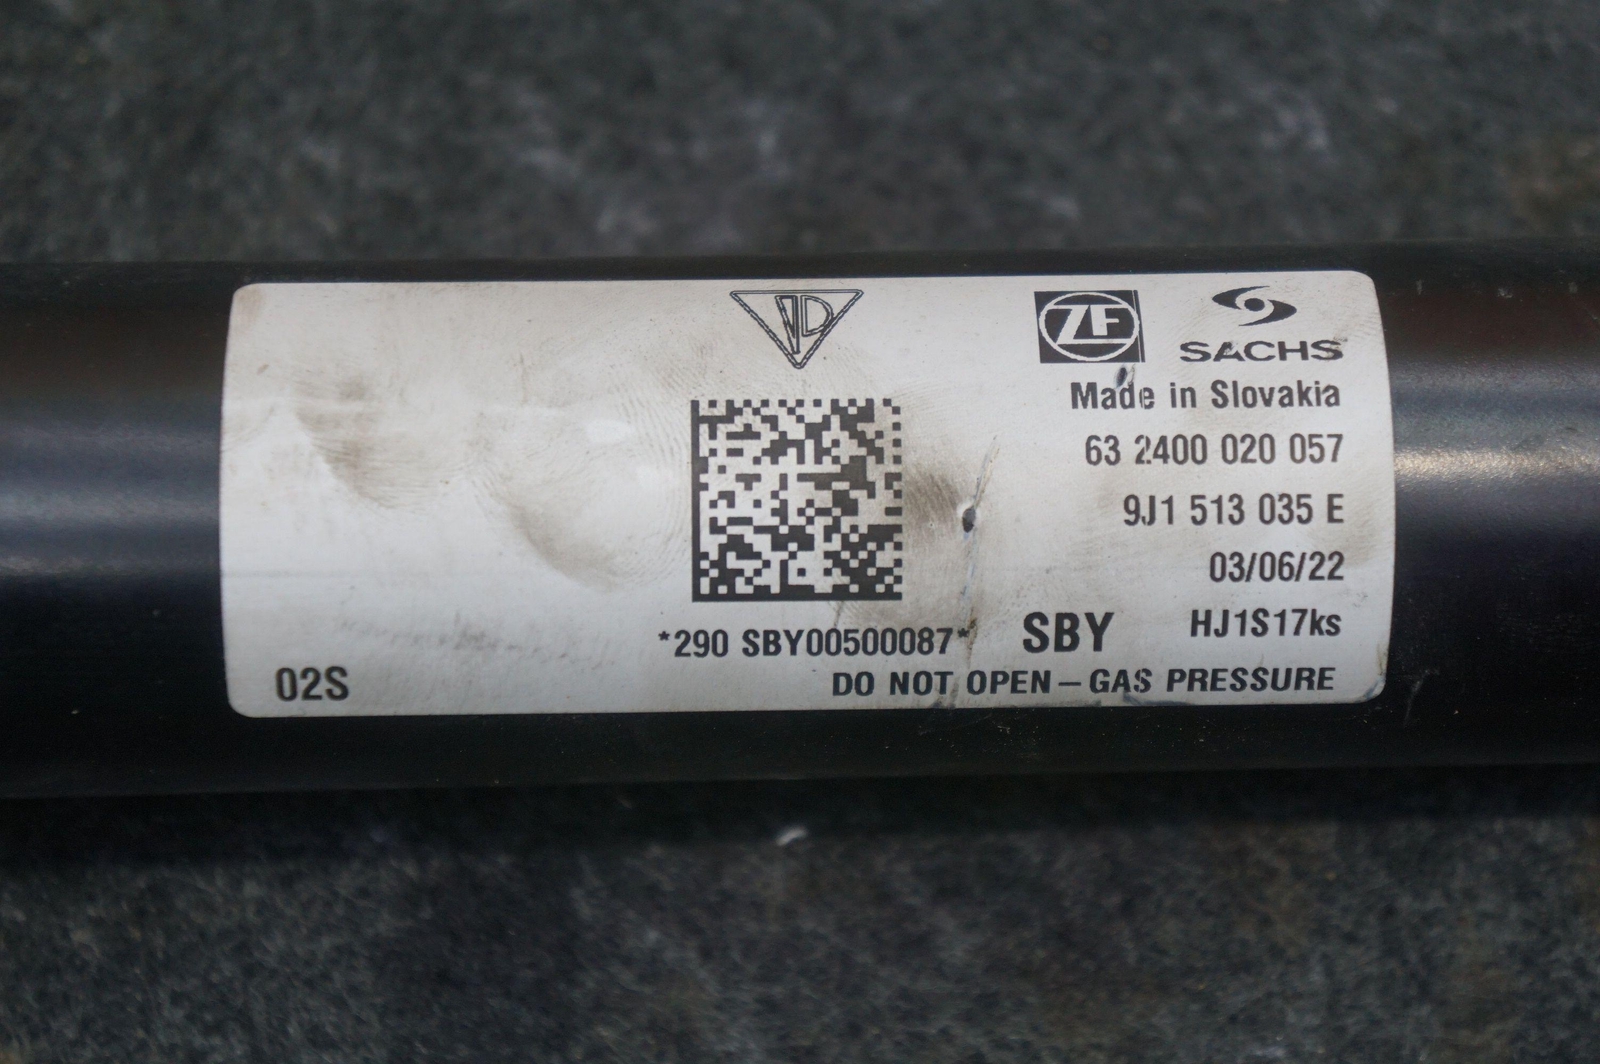 ZF
SACHS
Made in Slovakia
63 2400 020 057
9J1 513 035 E
03/06/22
SBY HJ1S17ks
*290 SBY00500087*
DO NOT OPEN – GAS PRESSURE
02S